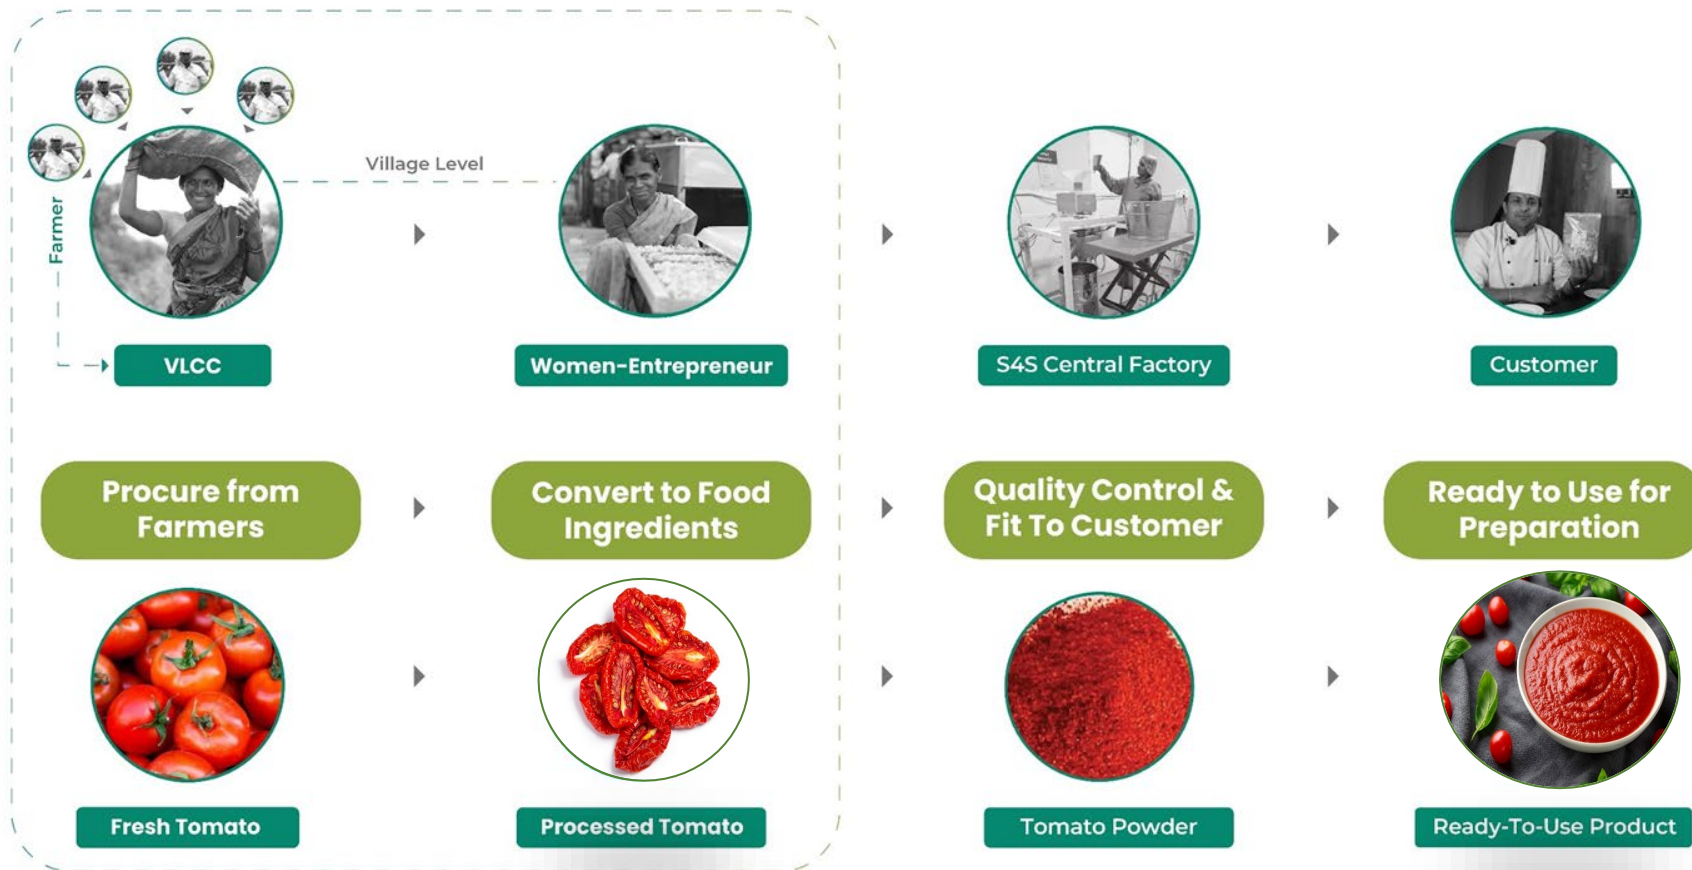 Village Level
Farmer
VLCC
Women-Entrepreneur
S4S Central Factory
Customer
Procure from
Farmers
Convert to Food
Ingredients
Quality Control &
Fit To Customer
Ready to Use for
Preparation
Fresh Tomato
Processed Tomato
Tomato Powder
Ready-To-Use Product